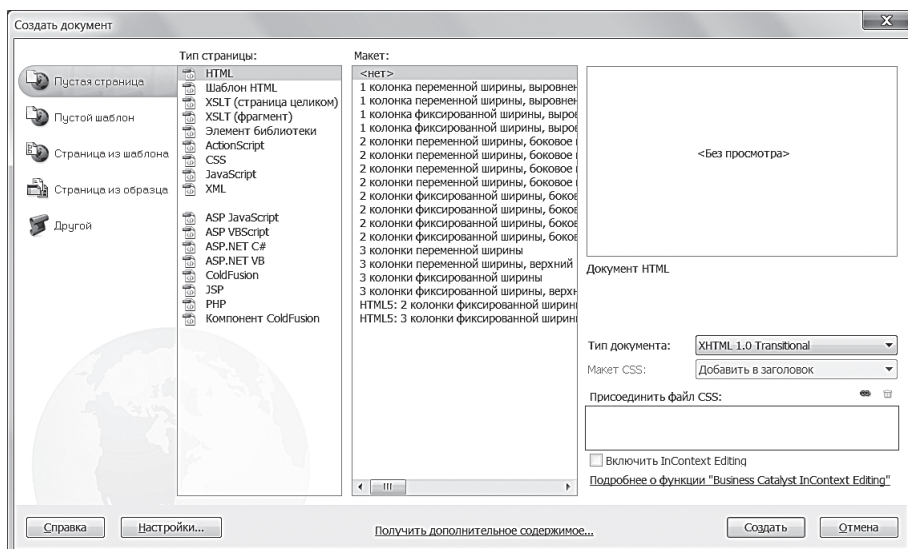 Создать документ
Пустая страница
Пустой шаблон
Страница из шаблона
Страница из образца
Другой
Тип страницы:
HTML
Шаблон HTML
XSLT (страница целиком)
XSLT (фрагмент)
Элемент библиотеки
ActionScript
CSS
JavaScript
XML
ASP JavaScript
ASP VBScript
ASP.NET C#
ASP.NET VB
ColdFusion
JSP
PHP
Компонент ColdFusion
Макет:
<нет>
1 колонка переменной ширины, выровнен
1 колонка переменной ширины, выровнен
1 колонка фиксированной ширины, выро
1 колонка фиксированной ширины, выро
2 колонки переменной ширины, боковое
2 колонки переменной ширины, боковое
2 колонки переменной ширины, боковое
2 колонки переменной ширины, боковое
2 колонки фиксированной ширины, боков
2 колонки фиксированной ширины, боков
2 колонки фиксированной ширины, боков
2 колонки фиксированной ширины, боков
3 колонки переменной ширины
3 колонки переменной ширины, верхний
3 колонки фиксированной ширины
3 колонки фиксированной ширины, верхн
HTML5: 2 колонки фиксированной ширин
HTML5: 3 колонки фиксированной ширин
<Без просмотра>
Документ HTML
Тип документа: XHTML 1.0 Transitional
Макет CSS: Добавить в заголовок
Присоединить файл CSS:
Включить InContext Editing
Подробнее о функции "Business Catalyst InContext Editing"
Справка Настройки... Получить дополнительное содержимое... Создать Отмена